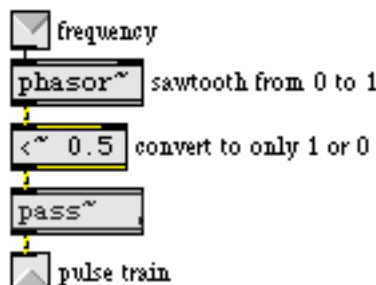 frequency
phasor~ sawtooth from 0 to 1
<~ 0.5 convert to only 1 or 0
pass~
pulse train